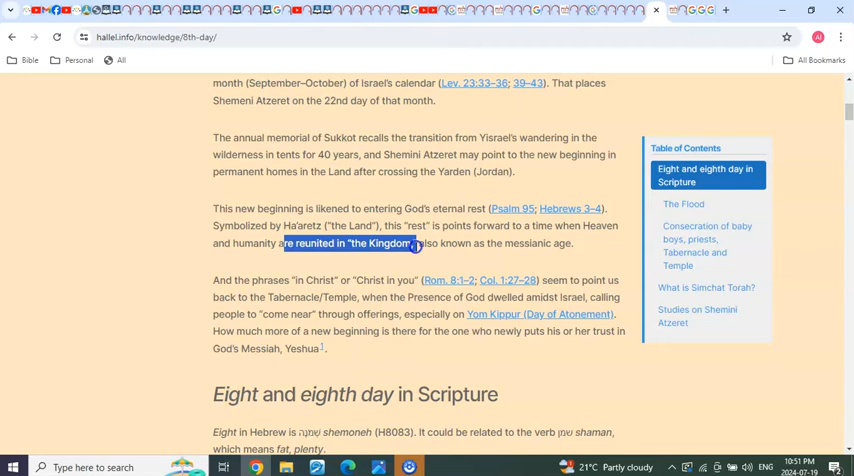 hallel.info/knowledge/8th-day/
AI
Bible
Personal
All
All Bookmarks
month (September–October) of Israel's calendar (Lev. 23:33–36; 39–43). That places
Shemeni Atzeret on the 22nd day of that month.
The annual memorial of Sukkot recalls the transition from Yisrael's wandering in the
wilderness in tents for 40 years, and Shemini Atzeret may point to the new beginning in
permanent homes in the Land after crossing the Yarden (Jordan).
This new beginning is likened to entering God's eternal rest (Psalm 95; Hebrews 3–4).
Symbolized by Ha'aretz ("the Land"), this "rest" is points forward to a time when Heaven
and humanity are reunited in "the Kingdom" also known as the messianic age.
And the phrases "in Christ" or "Christ in you" (Rom. 8:1–2; Col. 1:27–28) seem to point us
back to the Tabernacle/Temple, when the Presence of God dwelled amidst Israel, calling
people to "come near" through offerings, especially on Yom Kippur (Day of Atonement).
How much more of a new beginning is there for the one who newly puts his or her trust in
God's Messiah, Yeshua1.
Eight and eighth day in Scripture
Eight in Hebrew is שְׁמֹנֶה shemoneh (H8083). It could be related to the verb שמן shaman,
which means fat, plenty.
Table of Contents
Eight and eighth day in
Scripture
The Flood
Consecration of baby
boys, priests,
Tabernacle and
Temple
What is Simchat Torah?
Studies on Shemini
Atzeret
Type here to search
21°C Partly cloudy
ENG
10:51 PM
2024-07-19
2